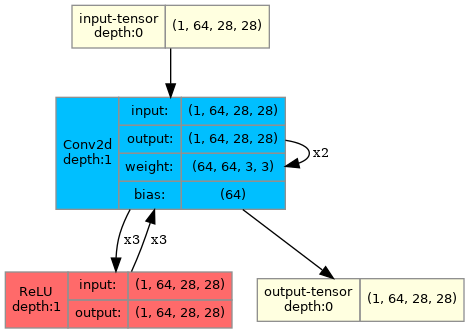 input-tensor
depth:0
(1, 64, 28, 28)
Conv2d
depth:1
input:
(1, 64, 28, 28)
output:
(1, 64, 28, 28)
weight:
(64, 64, 3, 3)
bias:
(64)
x2
x3
x3
ReLU
depth:1
input:
(1, 64, 28, 28)
output:
(1, 64, 28, 28)
output-tensor
depth:0
(1, 64, 28, 28)